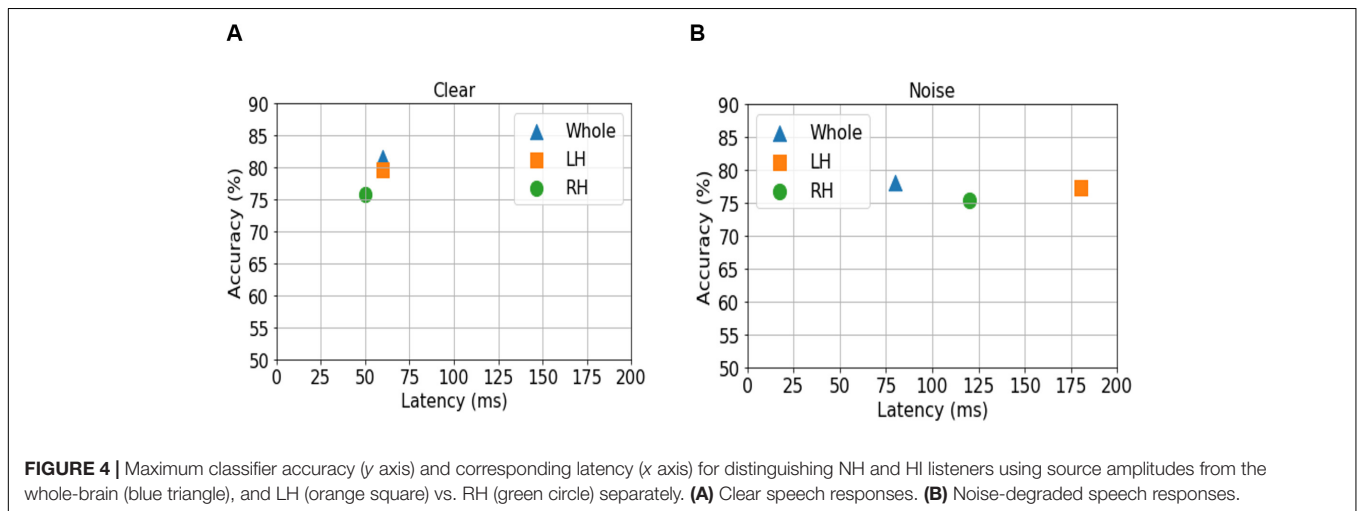 A
B
Clear
90
85
80
75
70
65
60
55
50
Accuracy (%)
Whole
LH
RH
0 25 50 75 100 125 150 175 200
Latency (ms)
Noise
90
85
80
75
70
65
60
55
50
Accuracy (%)
Whole
LH
RH
0 25 50 75 100 125 150 175 200
Latency (ms)
FIGURE 4 | Maximum classifier accuracy (y axis) and corresponding latency (x axis) for distinguishing NH and HI listeners using source amplitudes from the
whole-brain (blue triangle), and LH (orange square) vs. RH (green circle) separately. (A) Clear speech responses. (B) Noise-degraded speech responses.